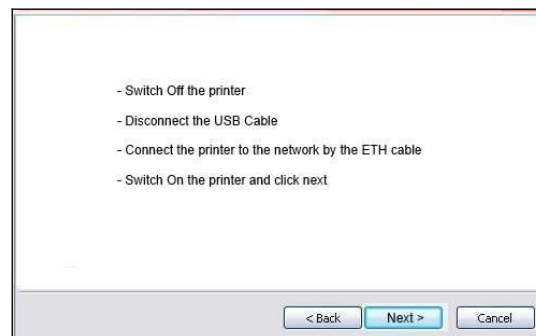 - Switch Off the printer
- Disconnect the USB Cable
- Connect the printer to the network by the ETH cable
- Switch On the printer and click next
< Back Next > Cancel